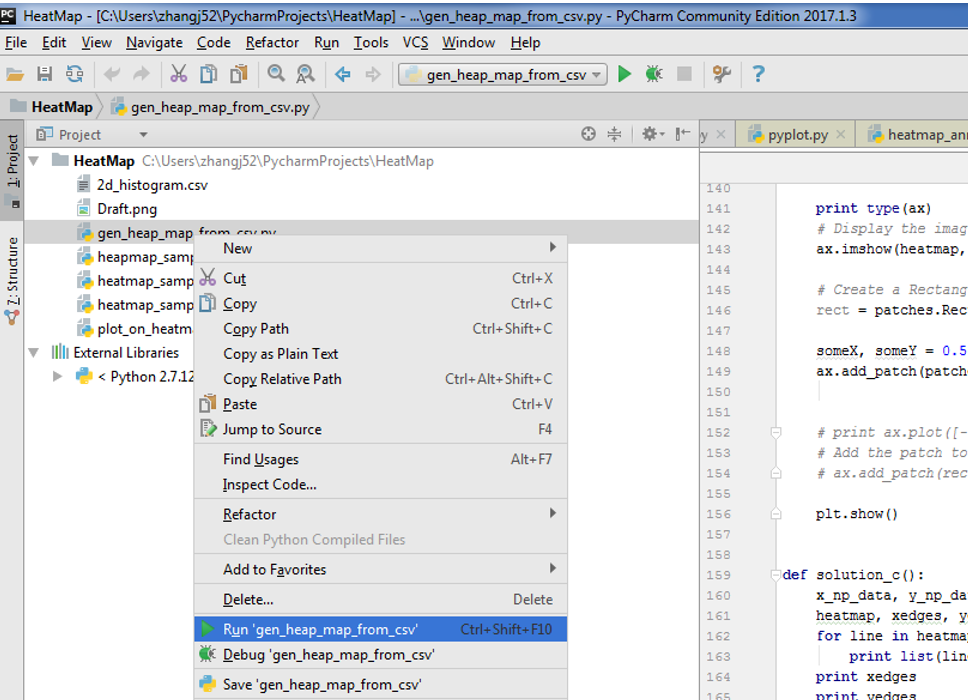 HeatMap - [C:\Users\zhangj52\PycharmProjects\HeatMap] - ...\gen_heap_map_from_csv.py - PyCharm Community Edition 2017.1.3
File Edit View Navigate Code Refactor Run Tools VCS Window Help
gen_heap_map_from_csv
HeatMap gen_heap_map_from_csv.py
1: Project
7: Structure
Project
HeatMap C:\Users\zhangj52\PycharmProjects\HeatMap
2d_histogram.csv
Draft.png
gen_heap_map_from_csv.py
heapmap_samp
heatmap_samp
heatmap_samp
plot_on_heatma
External Libraries
< Python 2.7.12
New
Cut Ctrl+X
Copy Ctrl+C
Copy Path Ctrl+Shift+C
Copy as Plain Text
Copy Relative Path Ctrl+Alt+Shift+C
Paste Ctrl+V
Jump to Source F4
Find Usages Alt+F7
Inspect Code...
Refactor
Clean Python Compiled Files
Add to Favorites
Delete... Delete
Run 'gen_heap_map_from_csv' Ctrl+Shift+F10
Debug 'gen_heap_map_from_csv'
Save 'gen_heap_map_from_csv'
y pyplot.py heatmap_ann
140
141 print type(ax)
142 # Display the imag
143 ax.imshow(heatmap,
144
145 # Create a Rectang
146 rect = patches.Rec
147
148 someX, someY = 0.5
149 ax.add_patch(patche
150
151
152 # print ax.plot([-
153 # Add the patch to
154 # ax.add_patch(rec
155
156 plt.show()
157
158
159 def solution_c():
160 x_np_data, y_np_da
161 heatmap, xedges, y
162 for line in heatma
163 print list(lin
164 print xedges
165 print yedges